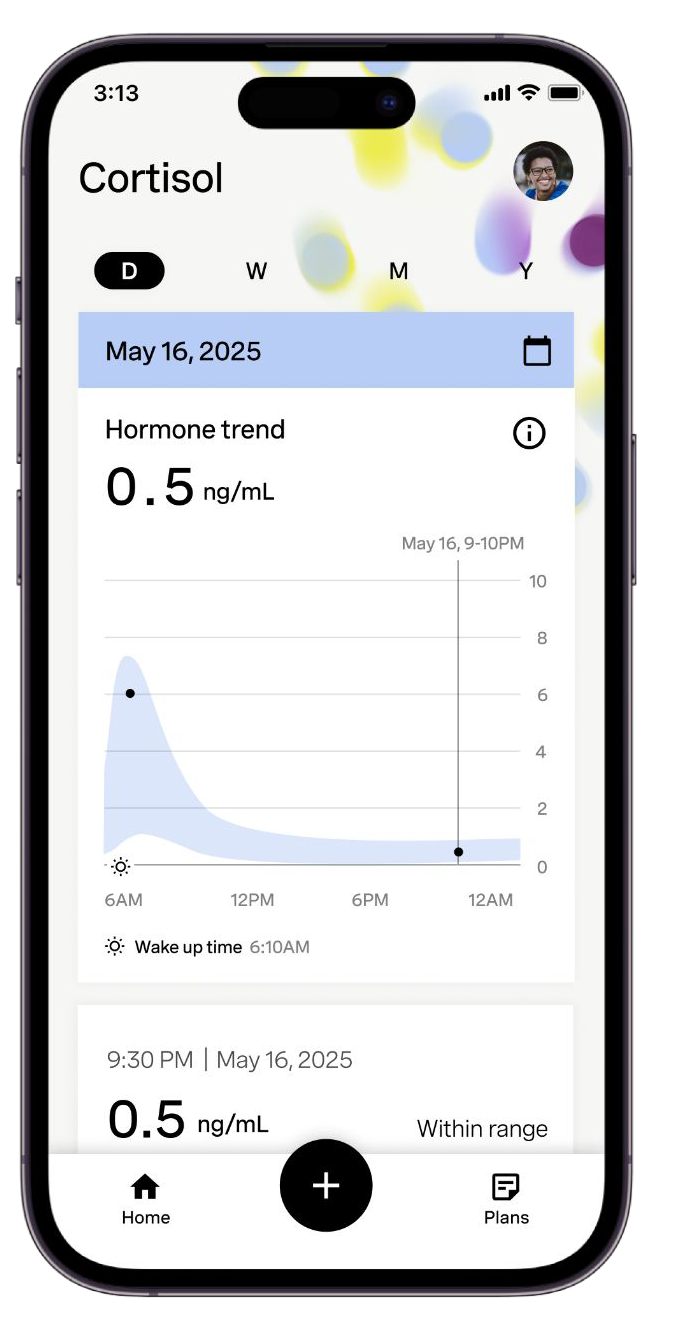 3:13
Cortisol
D W M Y
May 16, 2025
Hormone trend
0.5 ng/mL
May 16, 9-10PM
10
8
6
4
2
0
6AM 12PM 6PM 12AM
Wake up time 6:10AM
9:30 PM | May 16, 2025
0.5 ng/mL Within range
Home Plans